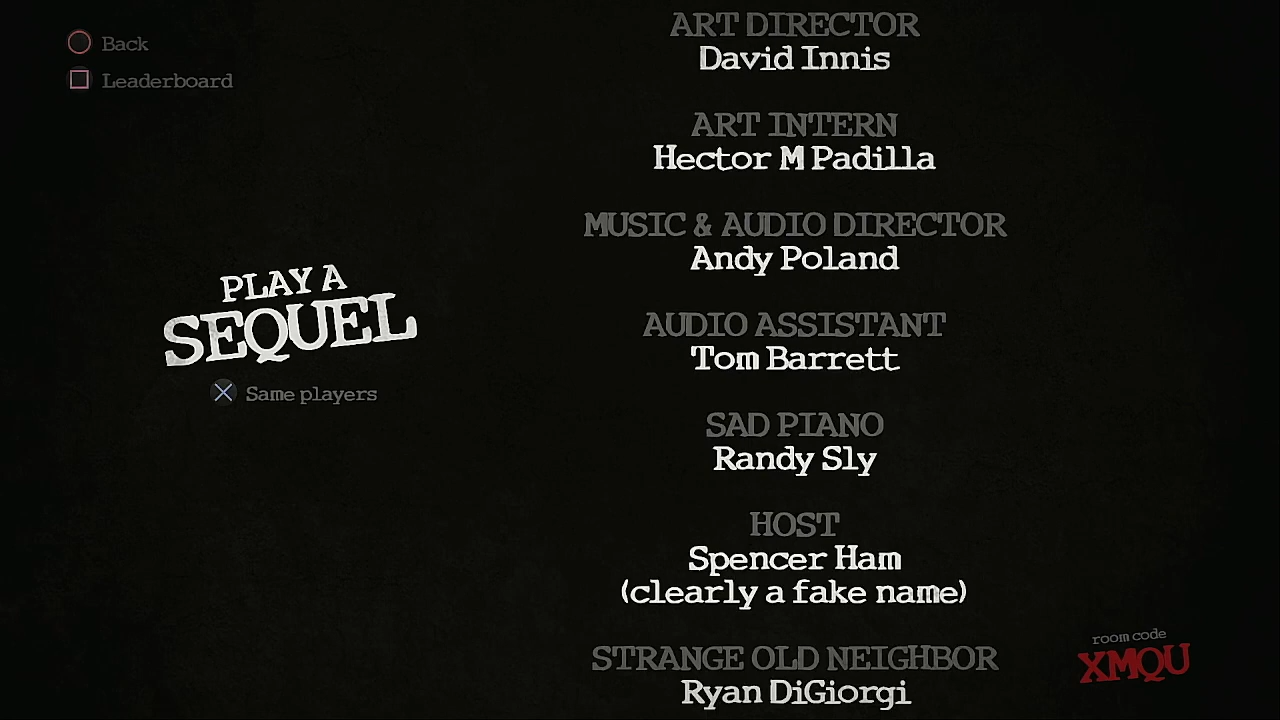 Back
Leaderboard
PLAY A
SEQUEL
Same players
ART DIRECTOR
David Innis
ART INTERN
Hector M Padilla
MUSIC & AUDIO DIRECTOR
Andy Poland
AUDIO ASSISTANT
Tom Barrett
SAD PIANO
Randy Sly
HOST
Spencer Ham
(clearly a fake name)
STRANGE OLD NEIGHBOR
Ryan DiGiorgi
room code
XMQU